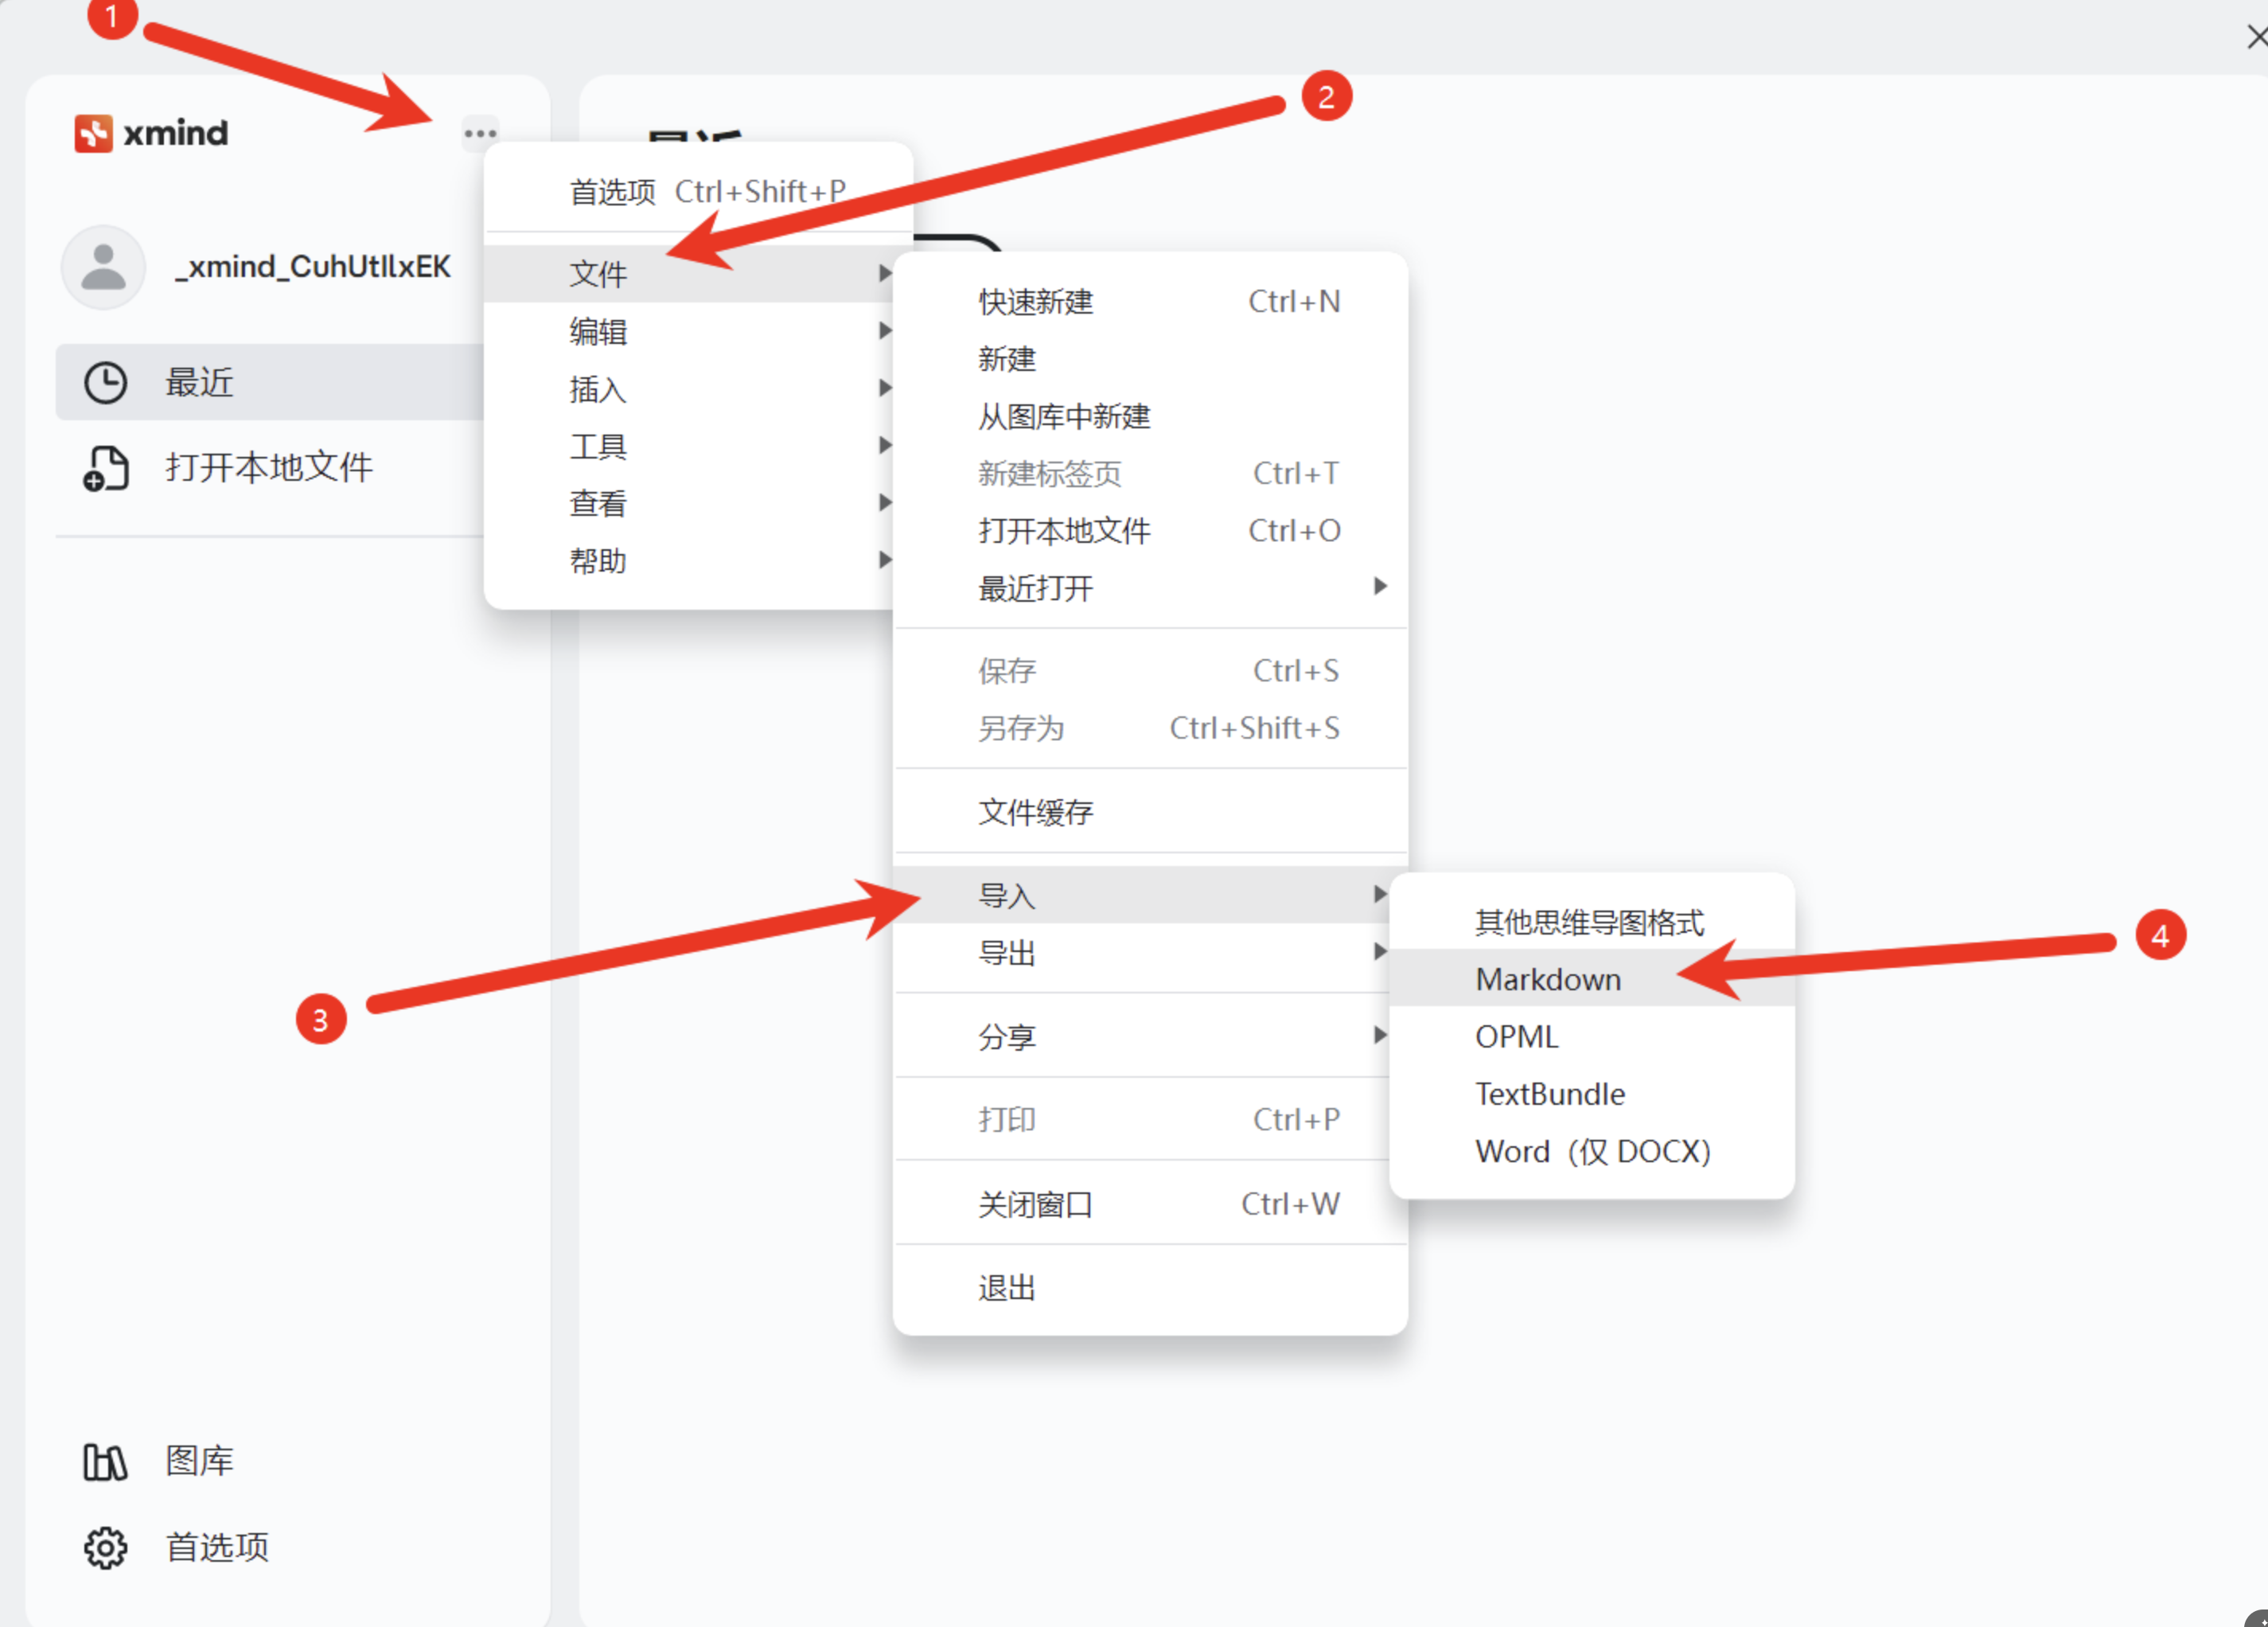 1
xmind
2
最近
首选项 Ctrl+Shift+P
_xmind_CuhUtIlxEK
文件
编辑
插入
工具
查看
帮助
最近
打开本地文件
快速新建 Ctrl+N
新建
从图库中新建
新建标签页 Ctrl+T
打开本地文件 Ctrl+O
最近打开
保存 Ctrl+S
另存为 Ctrl+Shift+S
文件缓存
导入
导出
分享
打印 Ctrl+P
关闭窗口 Ctrl+W
退出
3
其他思维导图格式
Markdown
OPML
TextBundle
Word（仅 DOCX）
4
图库
首选项